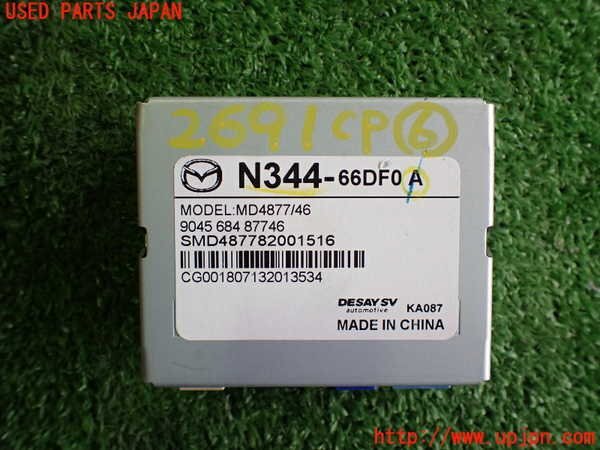 USED PARTS JAPAN
2691CP⑥
N344-66DF0 A
MODEL:MD4877/46
9045 684 87746
SMD487782001516
CG001807132013534
DESAY SV
automotive
KA087
MADE IN CHINA
http://www.upjpn.com